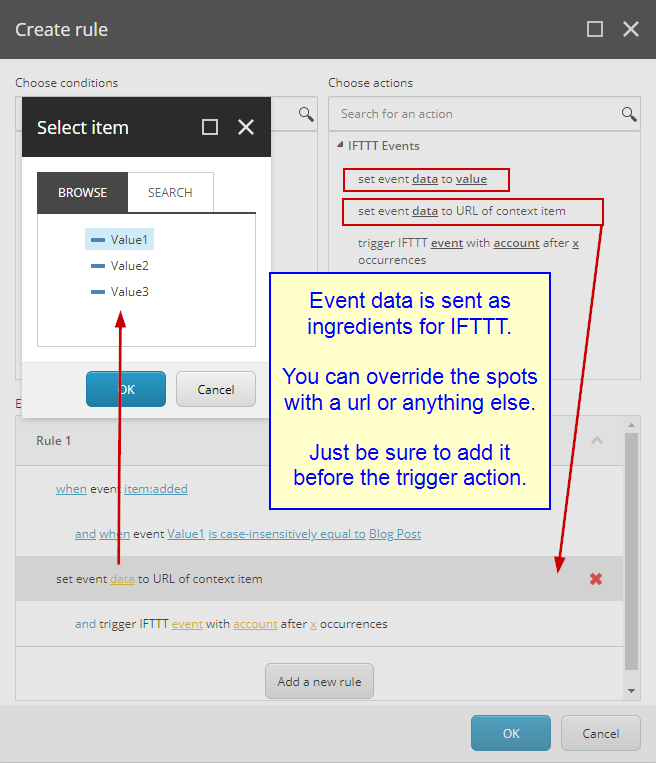 Create rule
Choose conditions
Choose actions
Search for an action
IFTTT Events
set event data to value
set event data to URL of context item
trigger IFTTT event with account after x
occurrences
Select item
BROWSE
SEARCH
Value1
Value2
Value3
OK
Cancel
Event data is sent as
ingredients for IFTTT.
You can override the spots
with a url or anything else.
Just be sure to add it
before the trigger action.
Rule 1
when event item:added
and when event Value1 is case-insensitively equal to Blog Post
set event data to URL of context item
and trigger IFTTT event with account after x occurrences
Add a new rule
OK
Cancel